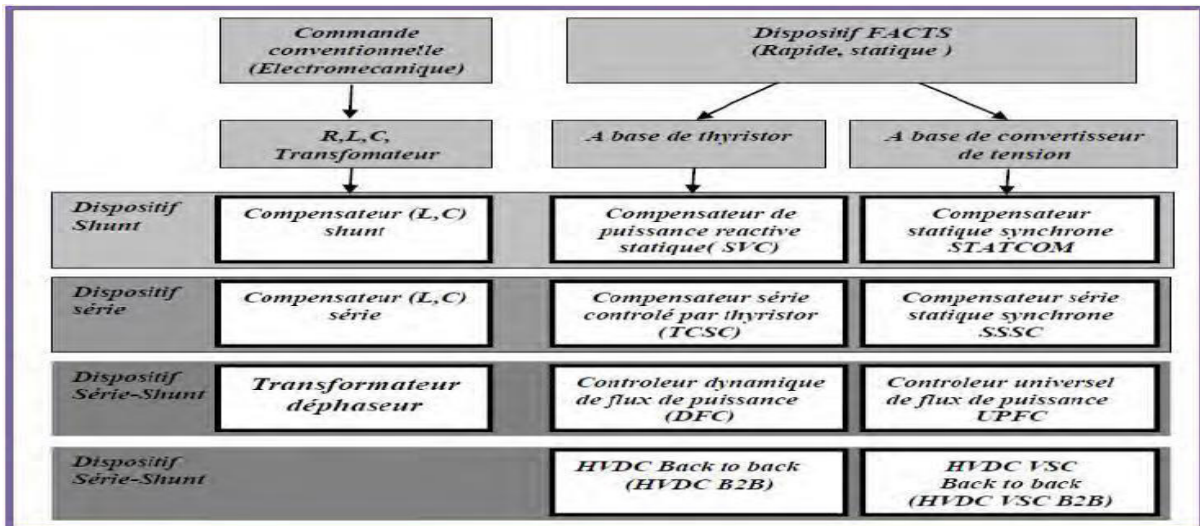 Commande
conventionnelle
(Electromecanique)
Dispositif FACTS
(Rapide, statique )
R,L,C,
Transfomateur
A base de thyristor
A base de convertisseur
de tension
Dispositif
Shunt
Compensateur (L,C)
shunt
Compensateur de
puissance reactive
statique( SVC)
Compensateur
statique synchrone
STATCOM
Dispositif
série
Compensateur (L,C)
série
Compensateur série
controlé par thyristor
(TCSC)
Compensateur série
statique synchrone
SSSC
Dispositif
Série-Shunt
Transformateur
déphaseur
Controleur dynamique
de flux de puissance
(DFC)
Controleur universel
de flux de puissance
UPFC
Dispositif
Série-Shunt
HVDC Back to back
(HVDC B2B)
HVDC VSC
Back to back
(HVDC VSC B2B)